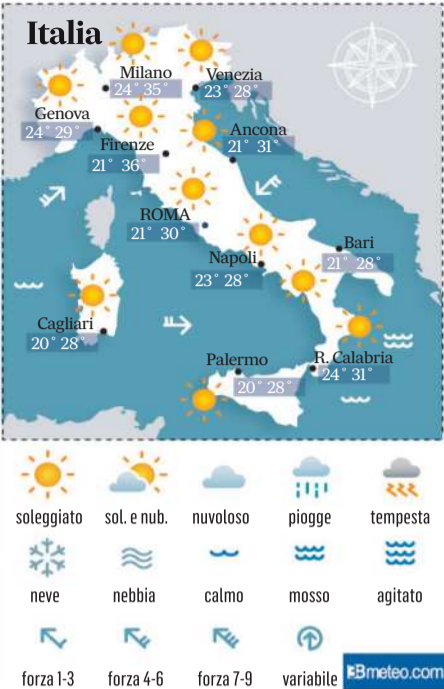 Italia
Milano
24° 35°
Venezia
23° 28°
Genova
24° 29°
Firenze
21° 36°
Ancona
21° 31°
ROMA
21° 30°
Bari
21° 28°
Napoli
23° 28°
Cagliari
20° 28°
Palermo
20° 28°
R. Calabria
24° 31°
soleggiato sol. e nub. nuvoloso piogge tempesta
neve nebbia calmo mosso agitato
forza 1-3 forza 4-6 forza 7-9 variabile
3Bmeteo.com